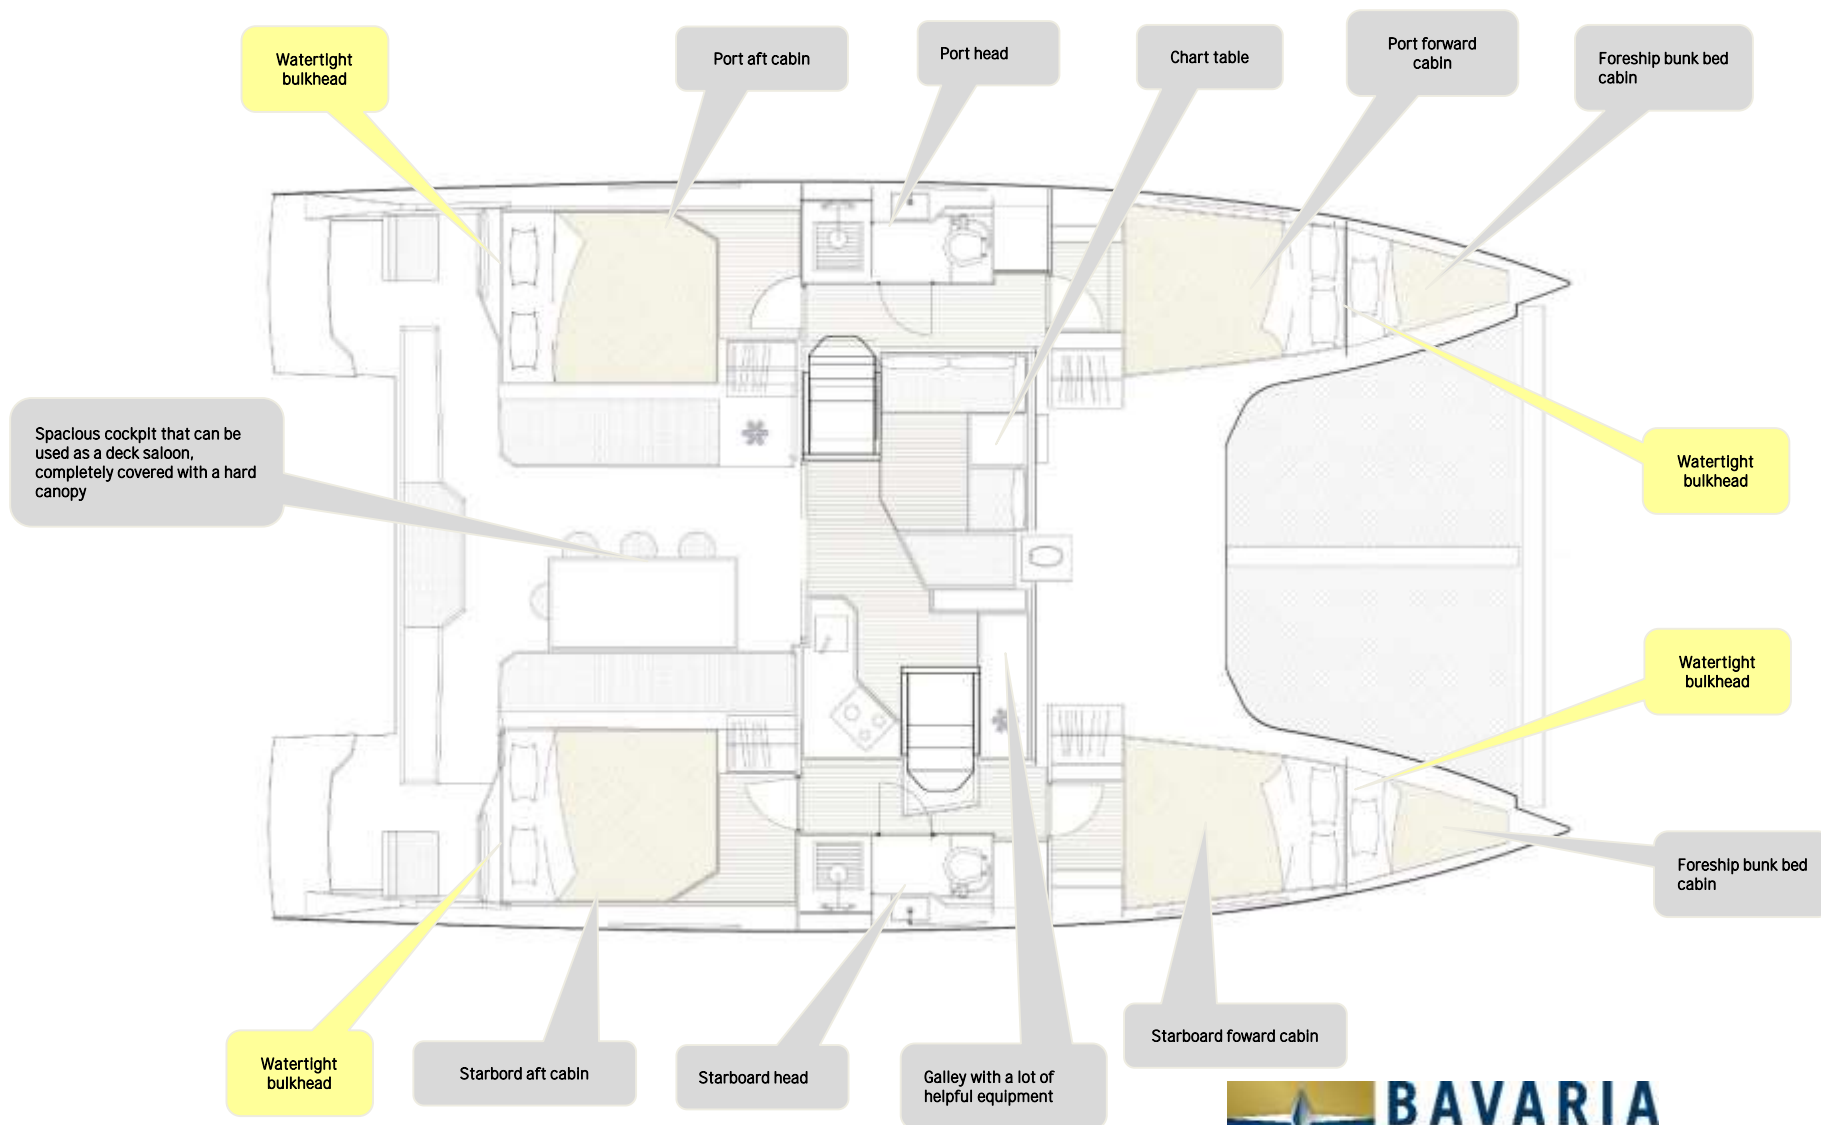 Watertight
bulkhead
Port aft cabin
Port head
Chart table
Port forward
cabin
Foreship bunk bed
cabin
Spacious cockpit that can be
used as a deck saloon,
completely covered with a hard
canopy
Watertight
bulkhead
Watertight
bulkhead
Foreship bunk bed
cabin
Starboard foward cabin
Watertight
bulkhead
Starbord aft cabin
Starboard head
Galley with a lot of
helpful equipment
BAVARIA